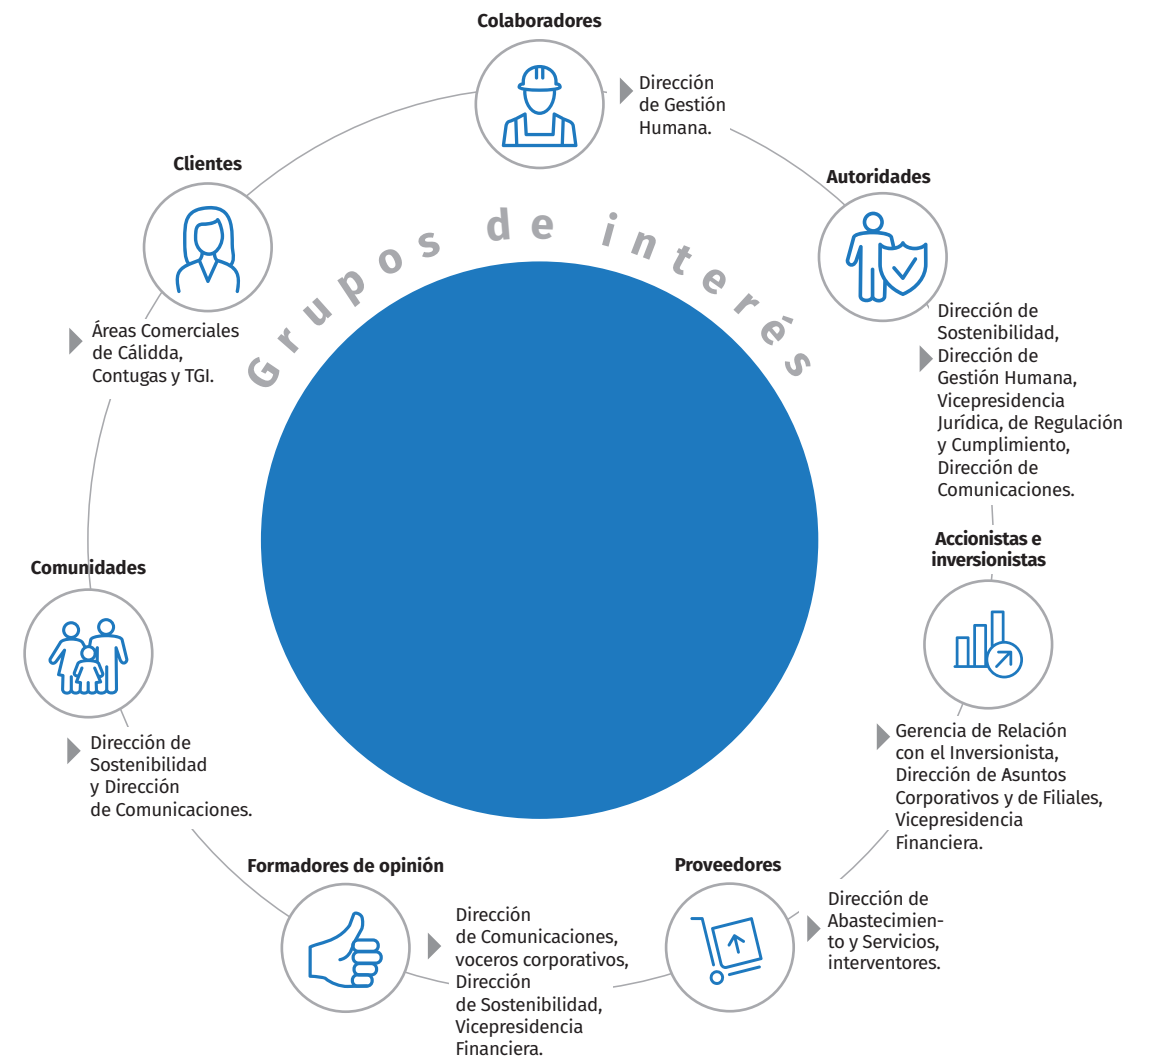 Colaboradores
Dirección
de Gestión
Humana.
Autoridades
Dirección de
Sostenibilidad,
Dirección de
Gestión Humana,
Vicepresidencia
Jurídica, de Regulación
y Cumplimiento,
Dirección de
Comunicaciones.
Accionistas e
inversionistas
Gerencia de Relación
con el Inversionista,
Dirección de Asuntos
Corporativos y de Filiales,
Vicepresidencia
Financiera.
Proveedores
Dirección de
Abastecimien-
to y Servicios,
interventores.
Formadores de opinión
Dirección
de Comunicaciones,
voceros corporativos,
Dirección
de Sostenibilidad,
Vicepresidencia
Financiera.
Comunidades
Dirección de
Sostenibilidad
y Dirección
de Comunicaciones.
Clientes
Áreas Comerciales
de Cálidda,
Contugas y TGI.
Grupos de interés